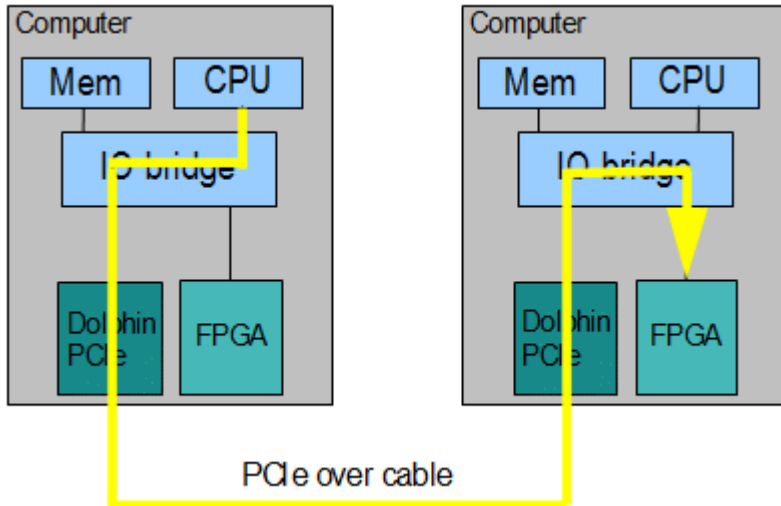 Computer
Mem
CPU
IO bridge
Dolphin
PCIe
FPGA
Computer
Mem
CPU
IO bridge
Dolphin
PCIe
FPGA
PCIe over cable